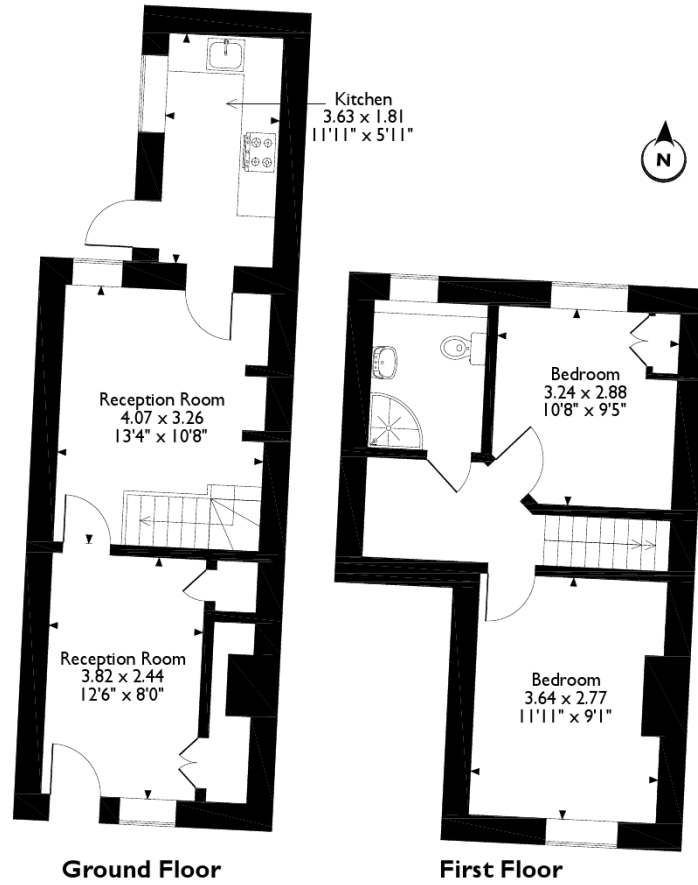 Kitchen
3.63 x 1.81
11'11" x 5'11"
N
Reception Room
4.07 x 3.26
13'4" x 10'8"
Bedroom
3.24 x 2.88
10'8" x 9'5"
Reception Room
3.82 x 2.44
12'6" x 8'0"
Bedroom
3.64 x 2.77
11'11" x 9'1"
Ground Floor
First Floor